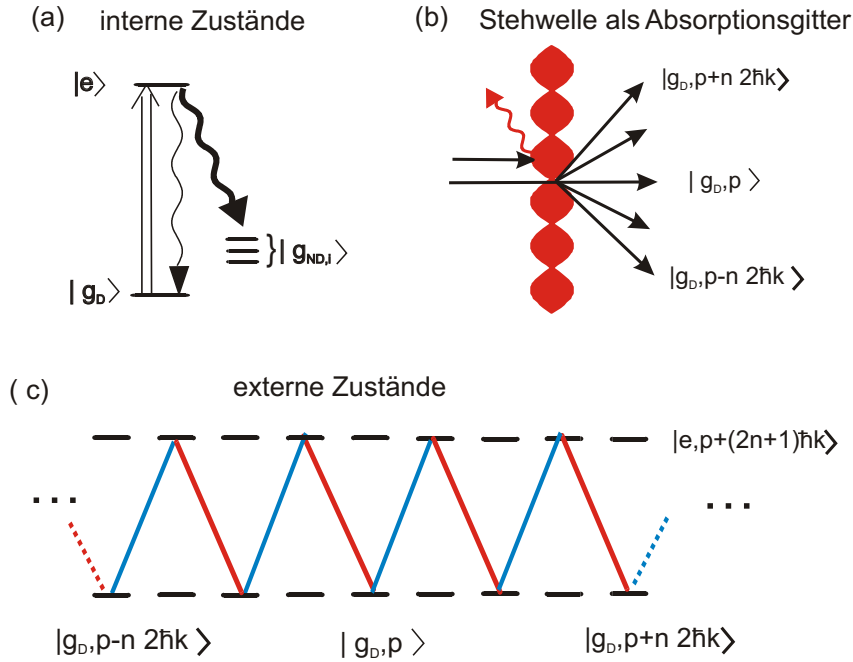 (a) interne Zustände
|e⟩
}| g_ND,i⟩
| g_D⟩
(b) Stehwelle als Absorptionsgitter
|g_D,p+n 2ħk⟩
| g_D,p ⟩
|g_D,p-n 2ħk⟩
( c) externe Zustände
|e,p+(2n+1)ħk⟩
... ...
|g_D,p-n 2ħk⟩ | g_D,p ⟩ |g_D,p+n 2ħk⟩